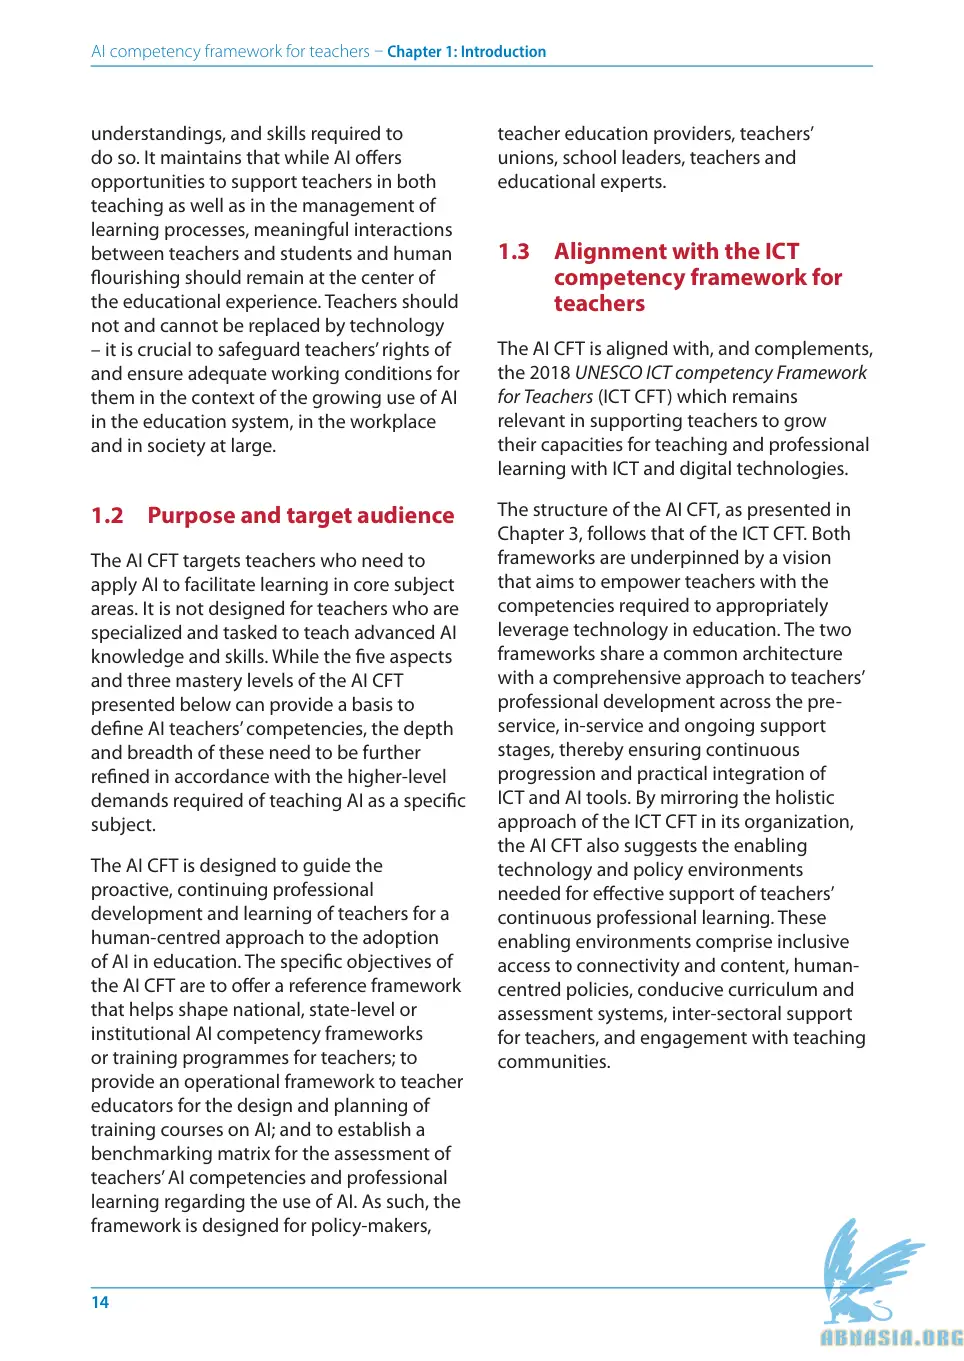 AI competency framework for teachers – Chapter 1: Introduction
understandings, and skills required to
do so. It maintains that while AI offers
opportunities to support teachers in both
teaching as well as in the management of
learning processes, meaningful interactions
between teachers and students and human
flourishing should remain at the center of
the educational experience. Teachers should
not and cannot be replaced by technology
– it is crucial to safeguard teachers’ rights of
and ensure adequate working conditions for
them in the context of the growing use of AI
in the education system, in the workplace
and in society at large.
1.2 Purpose and target audience
The AI CFT targets teachers who need to
apply AI to facilitate learning in core subject
areas. It is not designed for teachers who are
specialized and tasked to teach advanced AI
knowledge and skills. While the five aspects
and three mastery levels of the AI CFT
presented below can provide a basis to
define AI teachers’ competencies, the depth
and breadth of these need to be further
refined in accordance with the higher-level
demands required of teaching AI as a specific
subject.
The AI CFT is designed to guide the
proactive, continuing professional
development and learning of teachers for a
human-centred approach to the adoption
of AI in education. The specific objectives of
the AI CFT are to offer a reference framework
that helps shape national, state-level or
institutional AI competency frameworks
or training programmes for teachers; to
provide an operational framework to teacher
educators for the design and planning of
training courses on AI; and to establish a
benchmarking matrix for the assessment of
teachers’ AI competencies and professional
learning regarding the use of AI. As such, the
framework is designed for policy-makers,
teacher education providers, teachers’
unions, school leaders, teachers and
educational experts.
1.3 Alignment with the ICT
competency framework for
teachers
The AI CFT is aligned with, and complements,
the 2018 UNESCO ICT competency Framework
for Teachers (ICT CFT) which remains
relevant in supporting teachers to grow
their capacities for teaching and professional
learning with ICT and digital technologies.
The structure of the AI CFT, as presented in
Chapter 3, follows that of the ICT CFT. Both
frameworks are underpinned by a vision
that aims to empower teachers with the
competencies required to appropriately
leverage technology in education. The two
frameworks share a common architecture
with a comprehensive approach to teachers’
professional development across the pre-
service, in-service and ongoing support
stages, thereby ensuring continuous
progression and practical integration of
ICT and AI tools. By mirroring the holistic
approach of the ICT CFT in its organization,
the AI CFT also suggests the enabling
technology and policy environments
needed for effective support of teachers’
continuous professional learning. These
enabling environments comprise inclusive
access to connectivity and content, human-
centred policies, conducive curriculum and
assessment systems, inter-sectoral support
for teachers, and engagement with teaching
communities.
14
ABNASIA.ORG